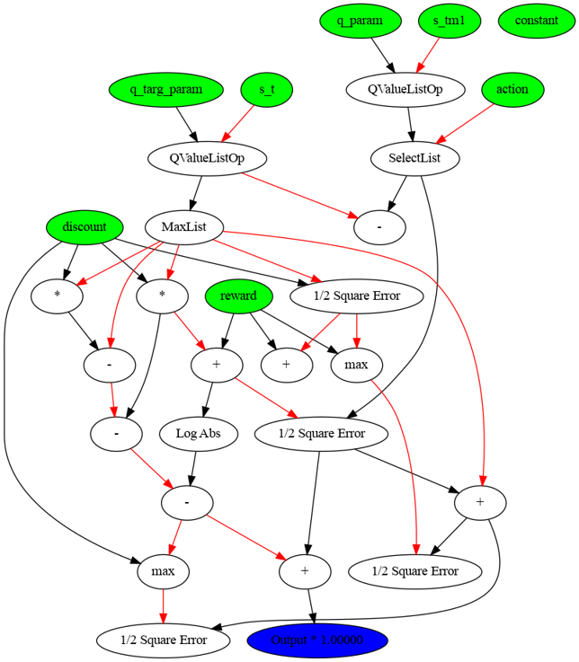 q_param s_tm1 constant
q_targ_param s_t QValueListOp action
QValueListOp SelectList
discount MaxList -
* * reward 1/2 Square Error
- + + max
- Log Abs 1/2 Square Error
- +
max + 1/2 Square Error
1/2 Square Error Output * 1.00000